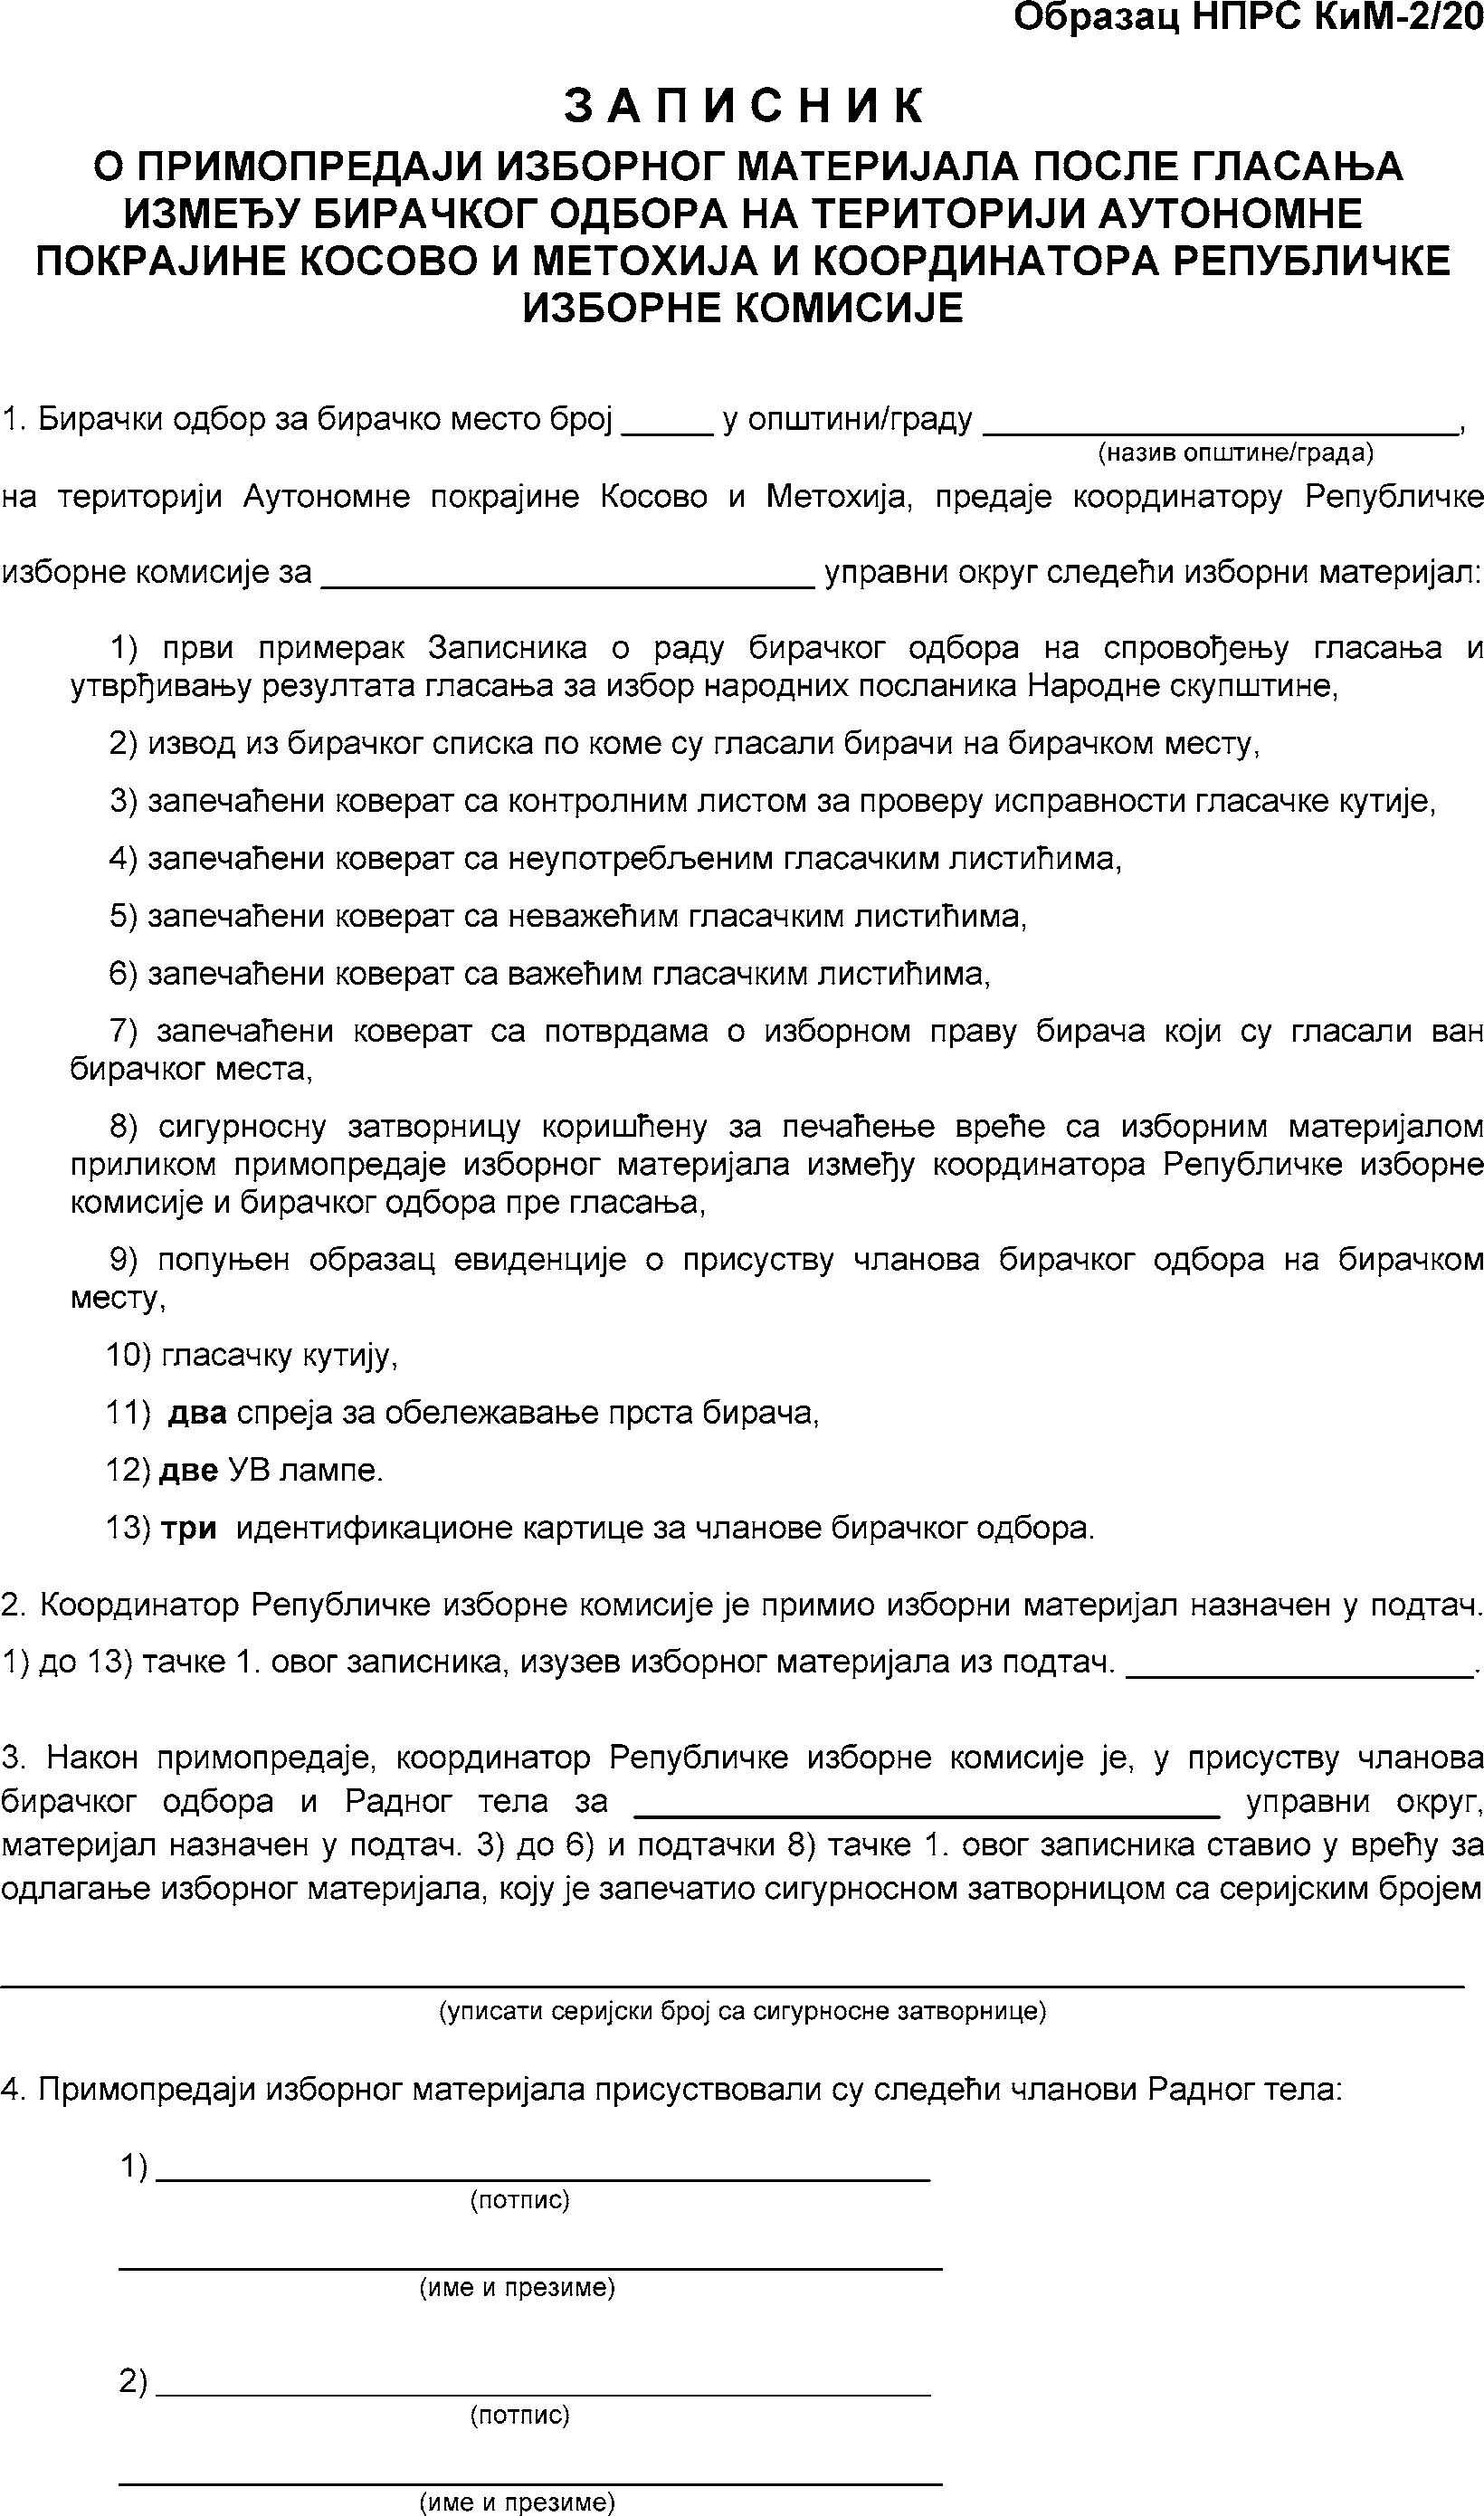 Образац НПРС КиМ-2/20
З А П И С Н И К
О ПРИМОПРЕДАЈИ ИЗБОРНОГ МАТЕРИЈАЛА ПОСЛЕ ГЛАСАЊА
ИЗМЕЂУ БИРАЧКОГ ОДБОРА НА ТЕРИТОРИЈИ АУТОНОМНЕ
ПОКРАЈИНЕ КОСОВО И МЕТОХИЈА И КООРДИНАТОРА РЕПУБЛИЧКЕ
ИЗБОРНЕ КОМИСИЈЕ
1. Бирачки одбор за бирачко место број _____ у општини/граду __________________________,
(назив општине/града)
на територији Аутономне покрајине Косово и Метохија, предаје координатору Републичке
изборне комисије за ___________________________ управни округ следећи изборни материјал:
1) први примерак Записника о раду бирачког одбора на спровођењу гласања и
утврђивању резултата гласања за избор народних посланика Народне скупштине,
2) извод из бирачког списка по коме су гласали бирачи на бирачком месту,
3) запечаћени коверат са контролним листом за проверу исправности гласачке кутије,
4) запечаћени коверат са неупотребљеним гласачким листићима,
5) запечаћени коверат са неважећим гласачким листићима,
6) запечаћени коверат са важећим гласачким листићима,
7) запечаћени коверат са потврдама о изборном праву бирача који су гласали ван
бирачког места,
8) сигурносну затворницу коришћену за печаћење вреће са изборним материјалом
приликом примопредаје изборног материјала између координатора Републичке изборне
комисије и бирачког одбора пре гласања,
9) попуњен образац евиденције о присуству чланова бирачког одбора на бирачком
месту,
10) гласачку кутију,
11) два спреја за обележавање прста бирача,
12) две УВ лампе.
13) три идентификационе картице за чланове бирачког одбора.
2. Координатор Републичке изборне комисије је примио изборни материјал назначен у подтач.
1) до 13) тачке 1. овог записника, изузев изборног материјала из подтач. ___________________.
3. Након примопредаје, координатор Републичке изборне комисије је, у присуству чланова
бирачког одбора и Радног тела за ________________________________ управни округ,
материјал назначен у подтач. 3) до 6) и подтачки 8) тачке 1. овог записника ставио у врећу за
одлагање изборног материјала, коју је запечатио сигурносном затворницом са серијским бројем
________________________________________________________________________________
(уписати серијски број са сигурносне затворнице)
4. Примопредаји изборног материјала присуствовали су следећи чланови Радног тела:
1) __________________________________________
(потпис)
_____________________________________________
(име и презиме)
2) __________________________________________
(потпис)
_____________________________________________
(име и презиме)